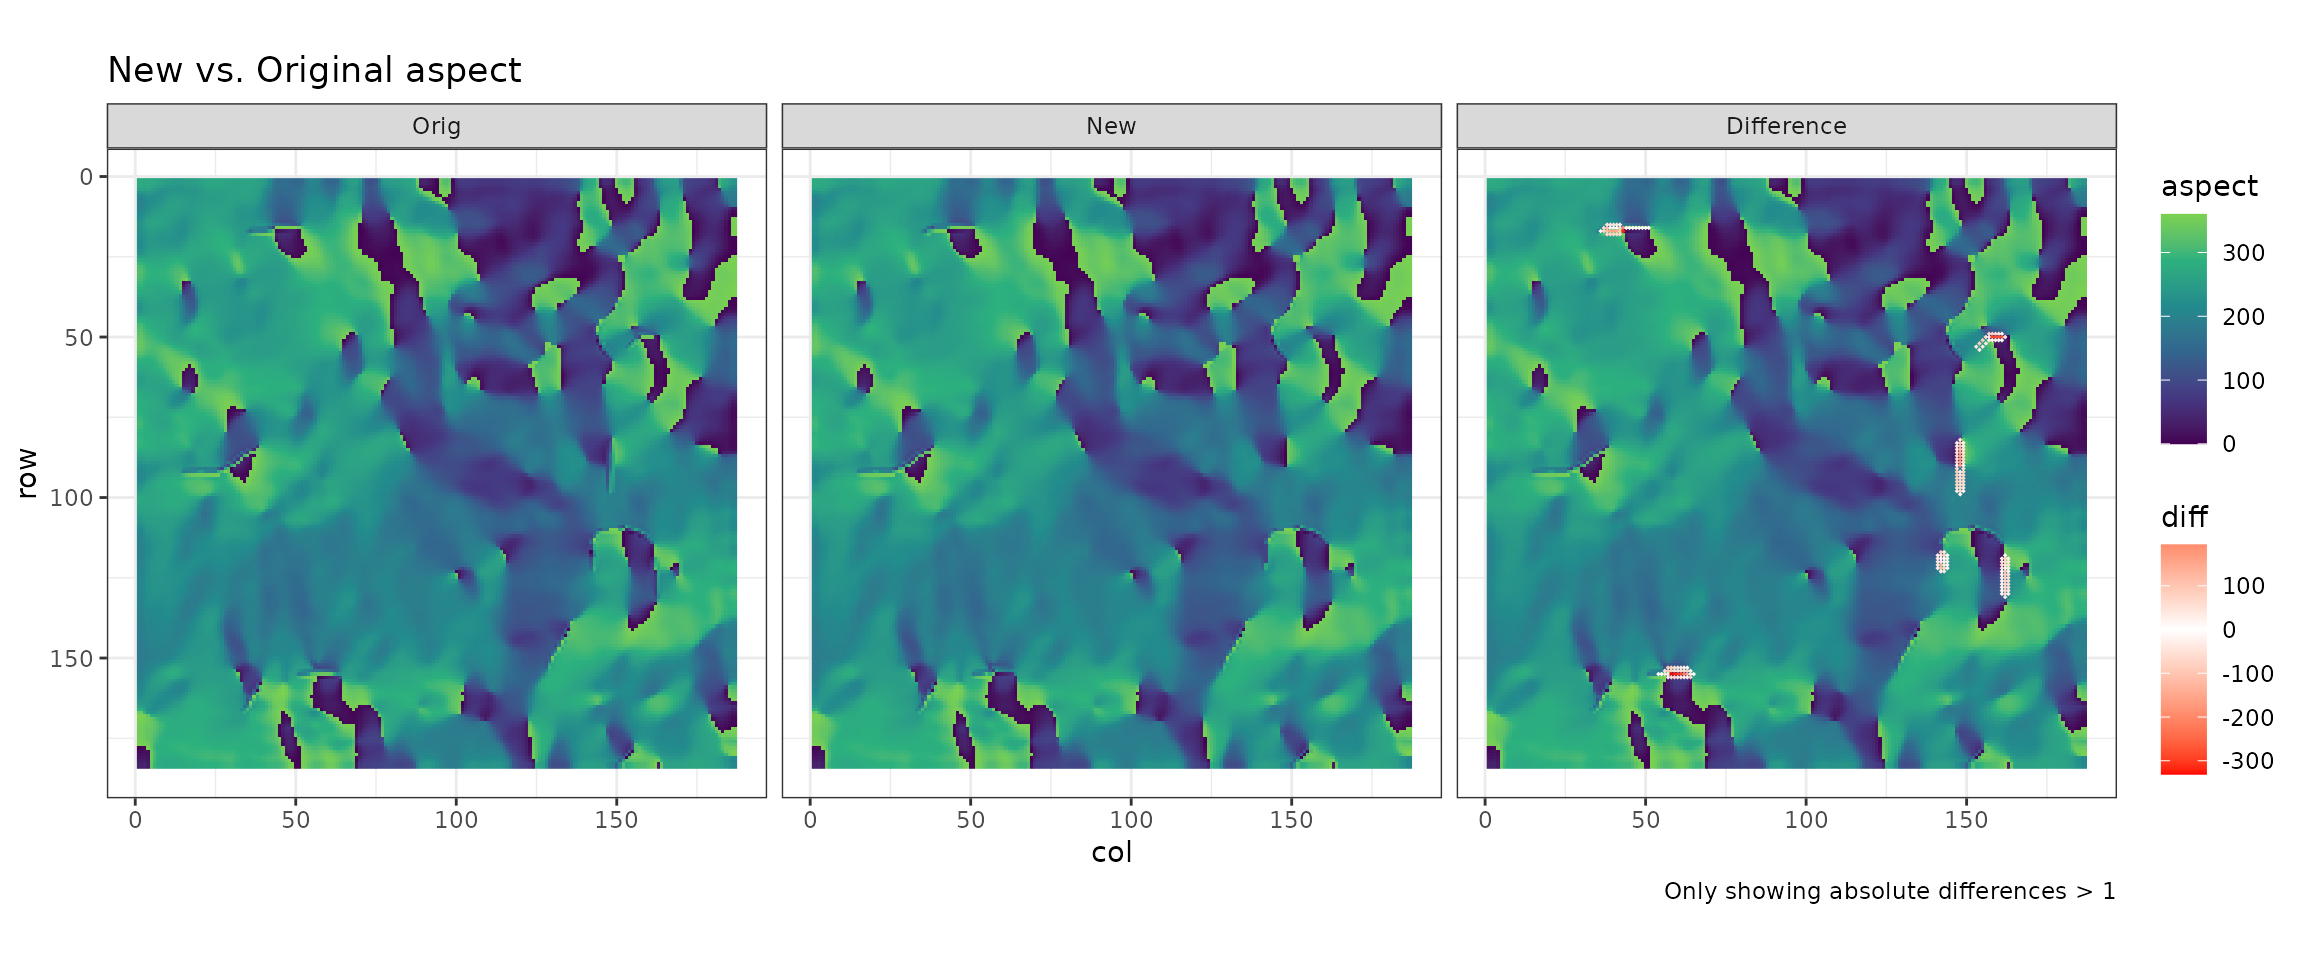 New vs. Original aspect
Orig
New
Difference
row
0
50
100
150
0 50 100 150
0 50 100 150
0 50 100 150
col
aspect
300
200
100
0
diff
100
0
-100
-200
-300
Only showing absolute differences > 1